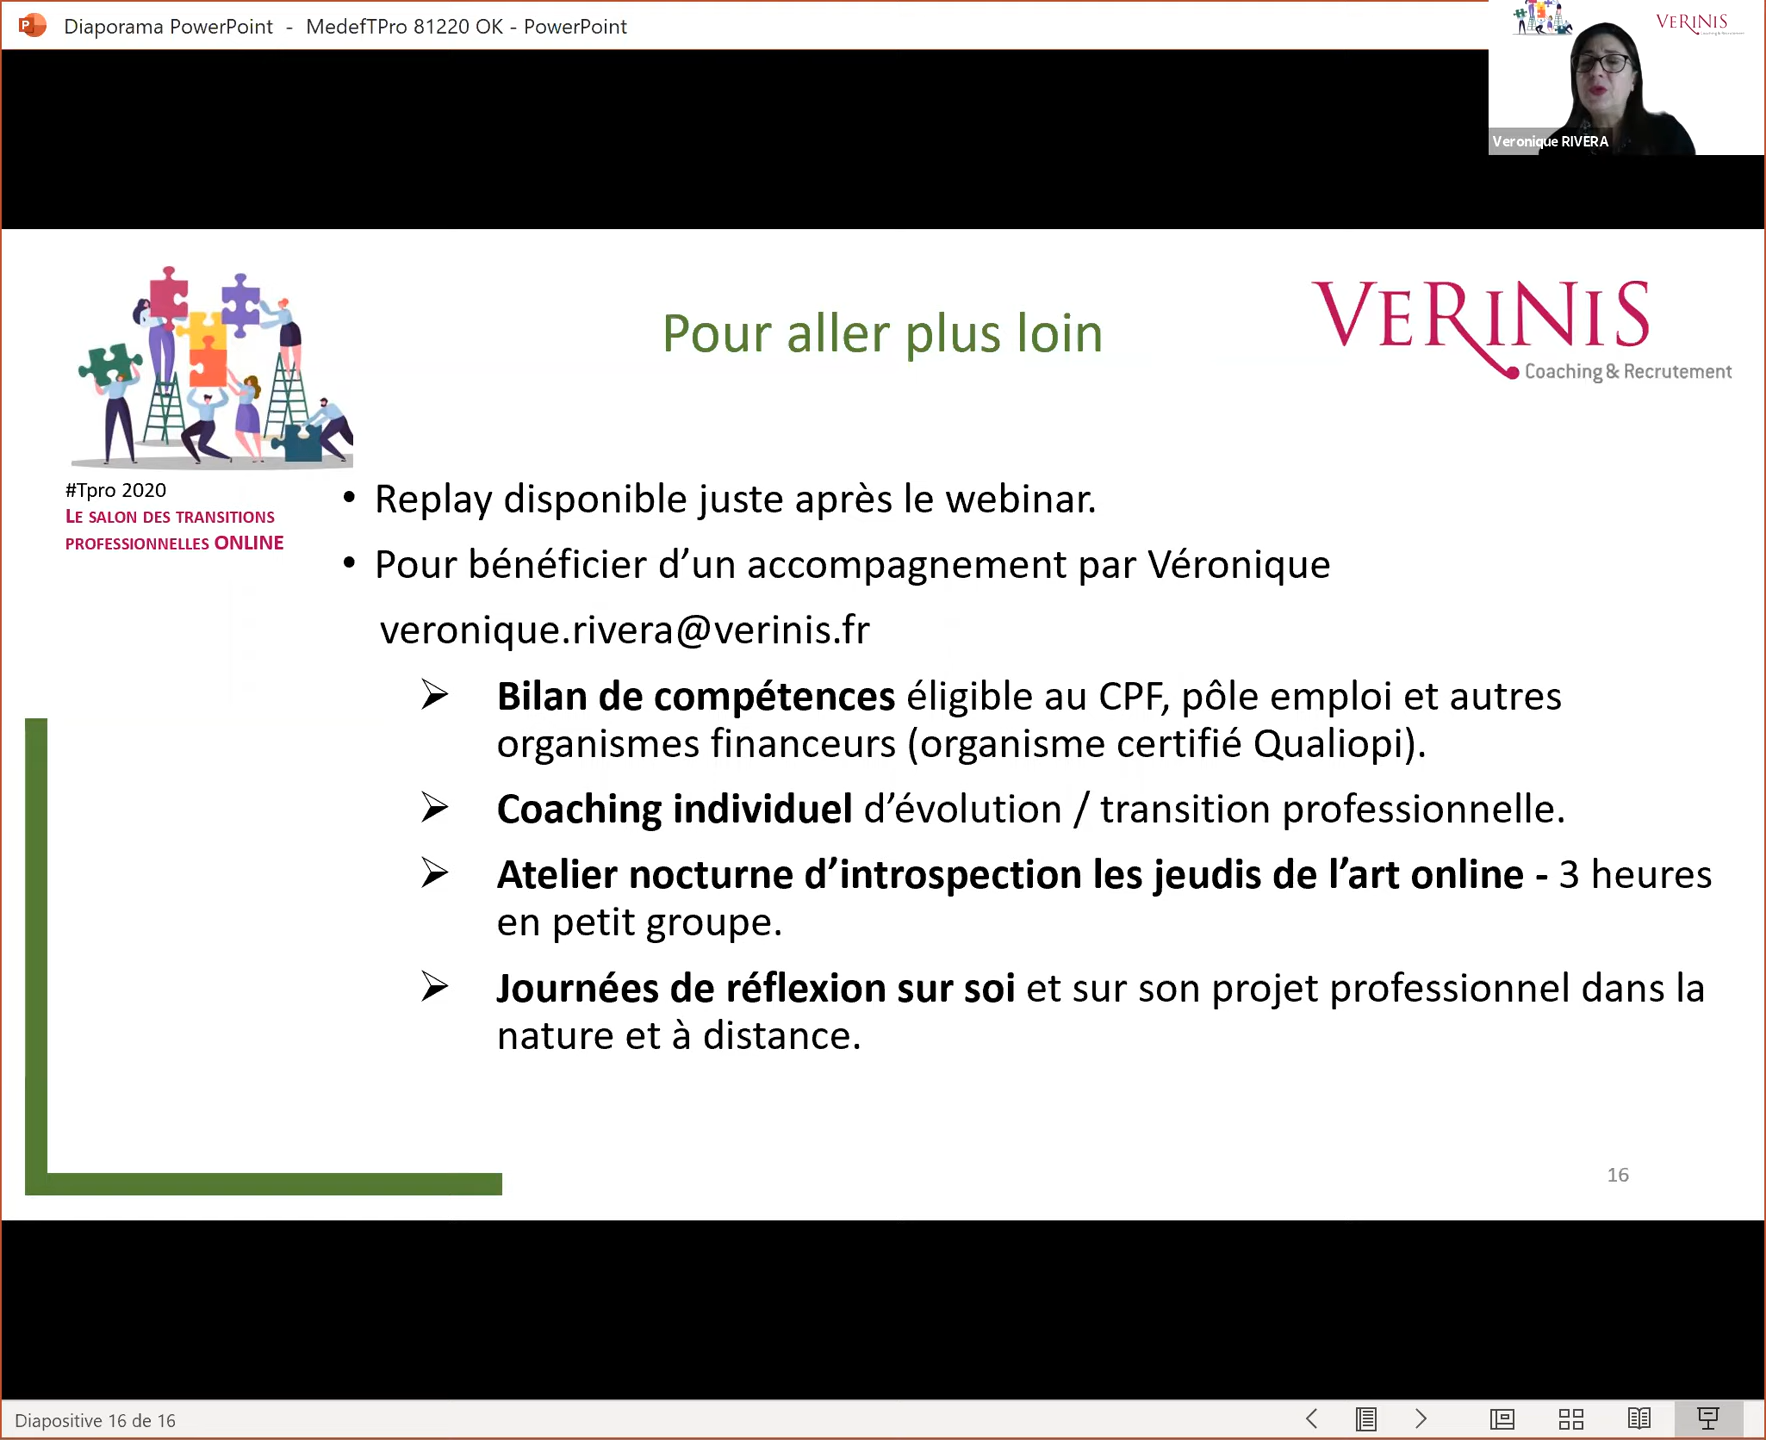 Diaporama PowerPoint - MedefTPro 81220 OK - PowerPoint
VERINIS
Veronique RIVERA
Pour aller plus loin
VERINIS
Coaching & Recrutement
#Tpro 2020
LE SALON DES TRANSITIONS
PROFESSIONNELLES ONLINE
• Replay disponible juste après le webinar.
• Pour bénéficier d’un accompagnement par Véronique
veronique.rivera@verinis.fr
➢ Bilan de compétences éligible au CPF, pôle emploi et autres
organismes financeurs (organisme certifié Qualiopi).
➢ Coaching individuel d’évolution / transition professionnelle.
➢ Atelier nocturne d’introspection les jeudis de l’art online - 3 heures
en petit groupe.
➢ Journées de réflexion sur soi et sur son projet professionnel dans la
nature et à distance.
16
Diapositive 16 de 16